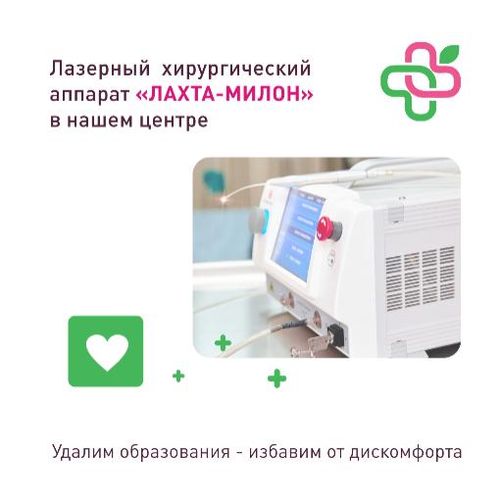 Лазерный хирургический
аппарат «ЛАХТА-МИЛОН»
в нашем центре
Удалим образования - избавим от дискомфорта